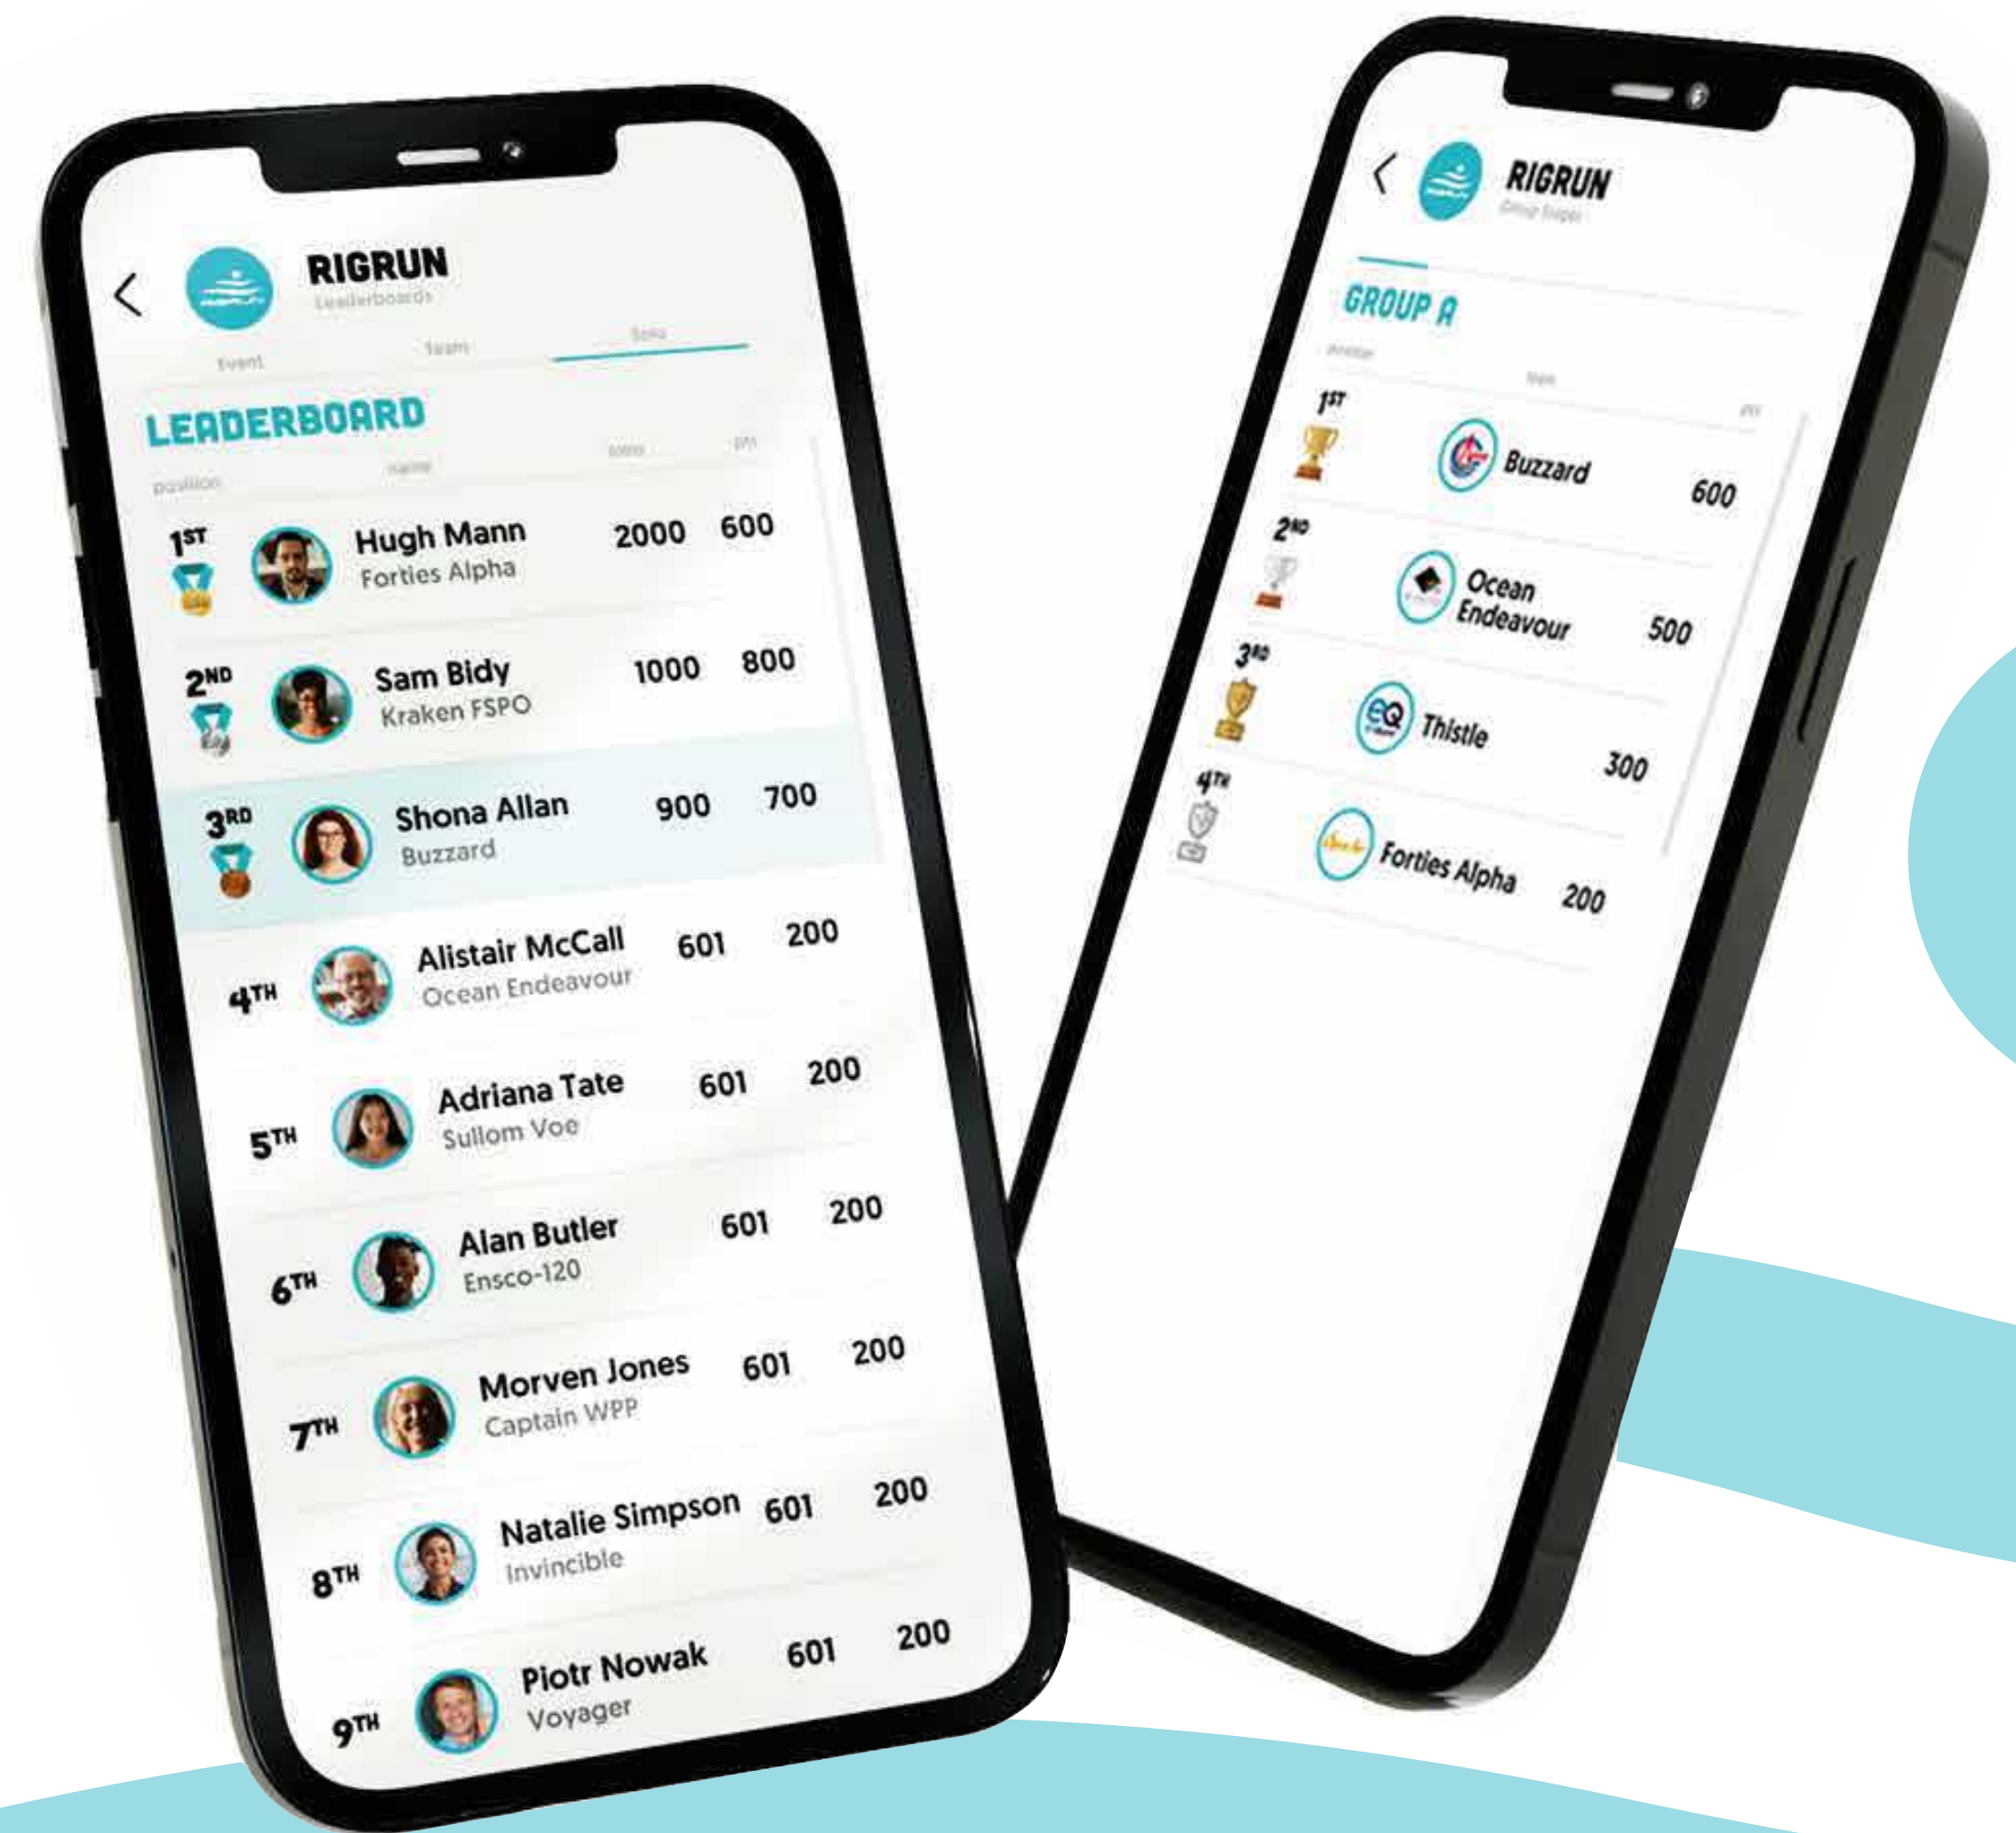 RIGRUN
Leaderboards
Event Team Solo
LEADERBOARD
position name
1ST Hugh Mann 2000 600
Forties Alpha
2ND Sam Bidy 1000 800
Kraken FSPO
3RD Shona Allan 900 700
Buzzard
4TH Alistair McCall 601 200
Ocean Endeavour
5TH Adriana Tate 601 200
Sullom Voe
6TH Alan Butler 601 200
Ensco-120
7TH Morven Jones 601 200
Captain WPP
8TH Natalie Simpson 601 200
Invincible
9TH Piotr Nowak 601 200
Voyager
RIGRUN
Group Stages
GROUP A
1ST Buzzard 600
2ND Ocean
Endeavour 500
3RD Thistle 300
4TH Forties Alpha 200